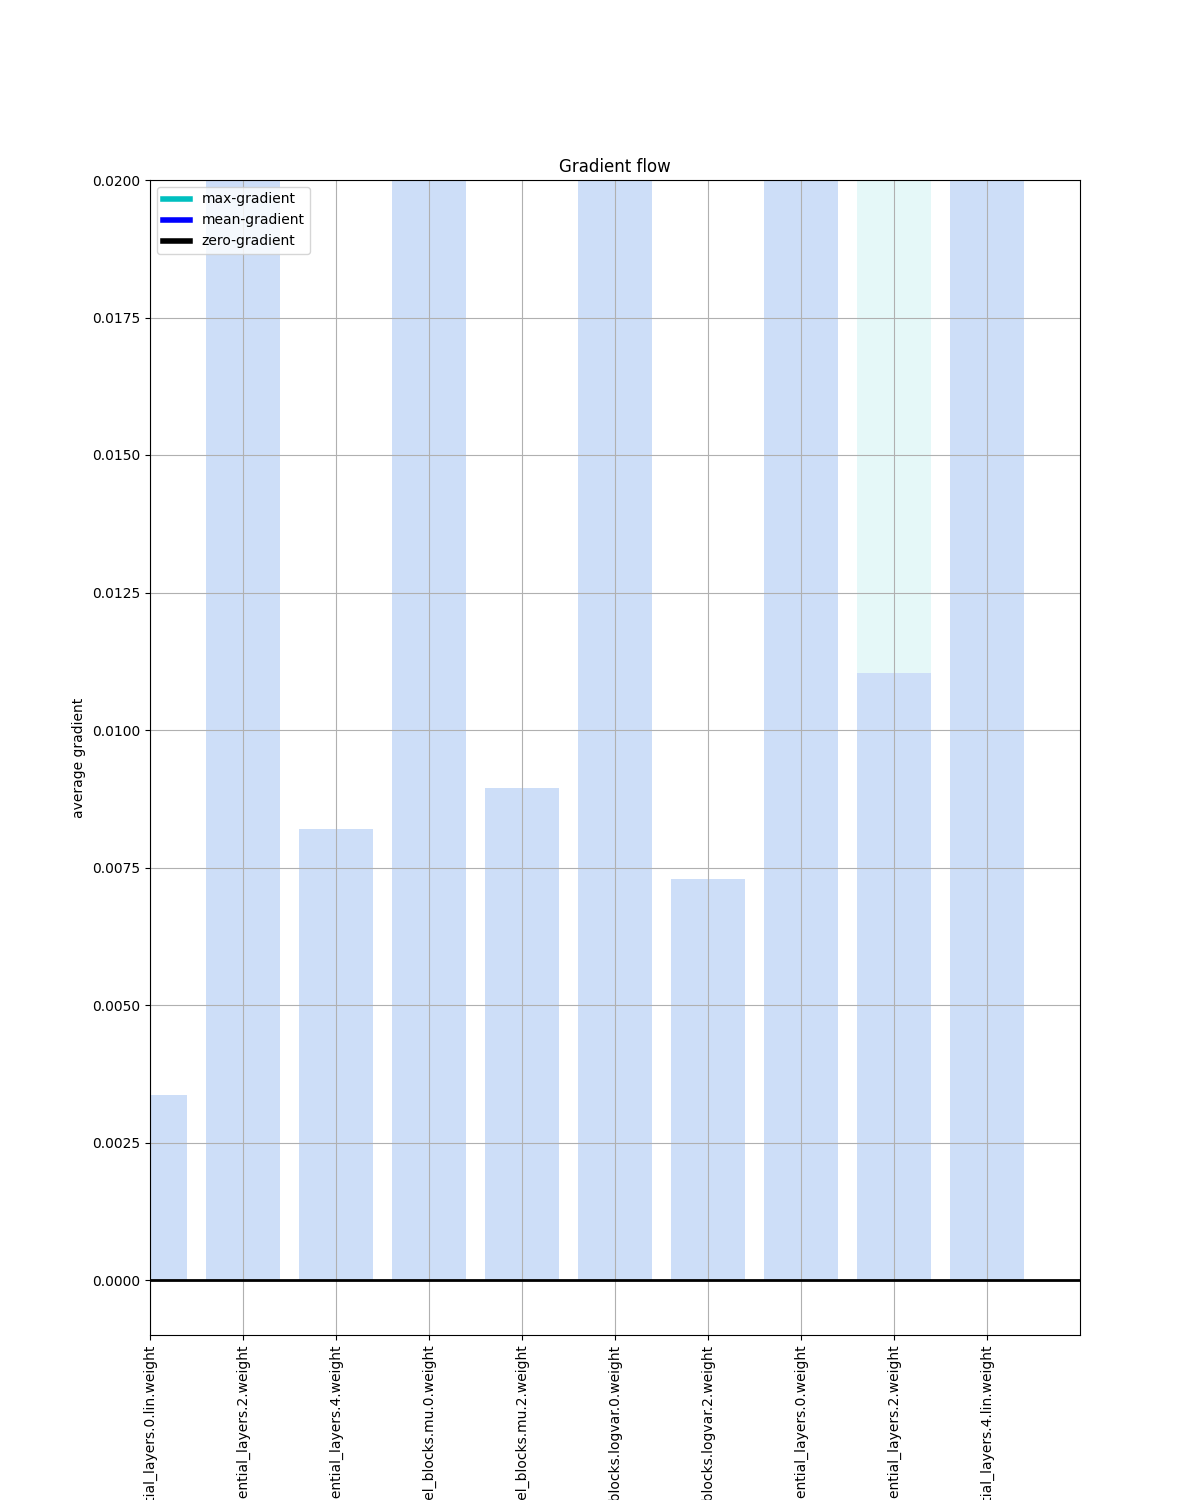 Gradient flow
max-gradient
mean-gradient
zero-gradient
0.0200
0.0175
0.0150
0.0125
0.0100
0.0075
0.0050
0.0025
0.0000
average gradient
tial_layers.0.lin.weight
ential_layers.2.weight
ential_layers.4.weight
el_blocks.mu.0.weight
el_blocks.mu.2.weight
blocks.logvar.0.weight
blocks.logvar.2.weight
ential_layers.0.weight
ential_layers.2.weight
tial_layers.4.lin.weight